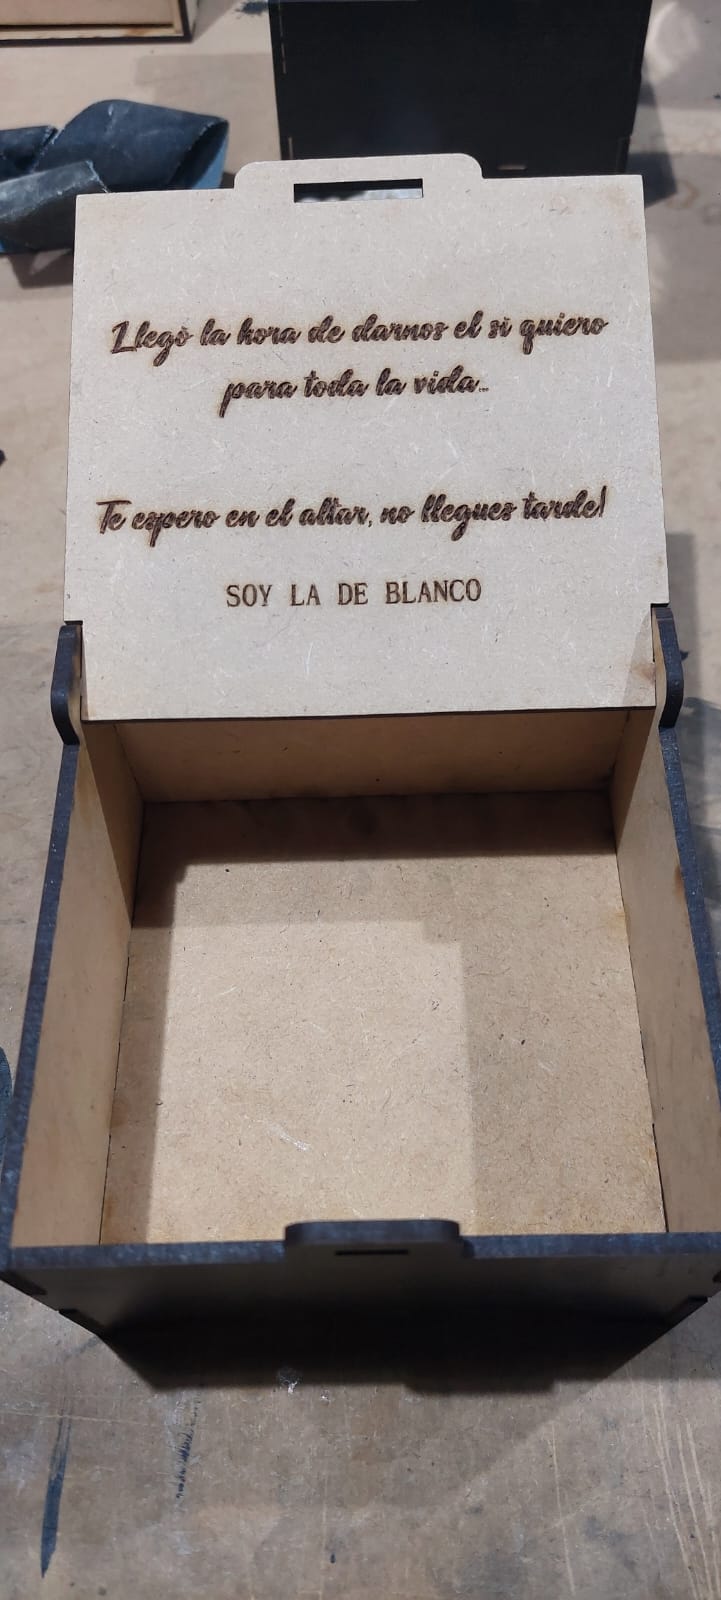 Llegó la hora de darnos el si quiero
para toda la vida...
Te espero en el altar, no llegues tarde!
SOY LA DE BLANCO